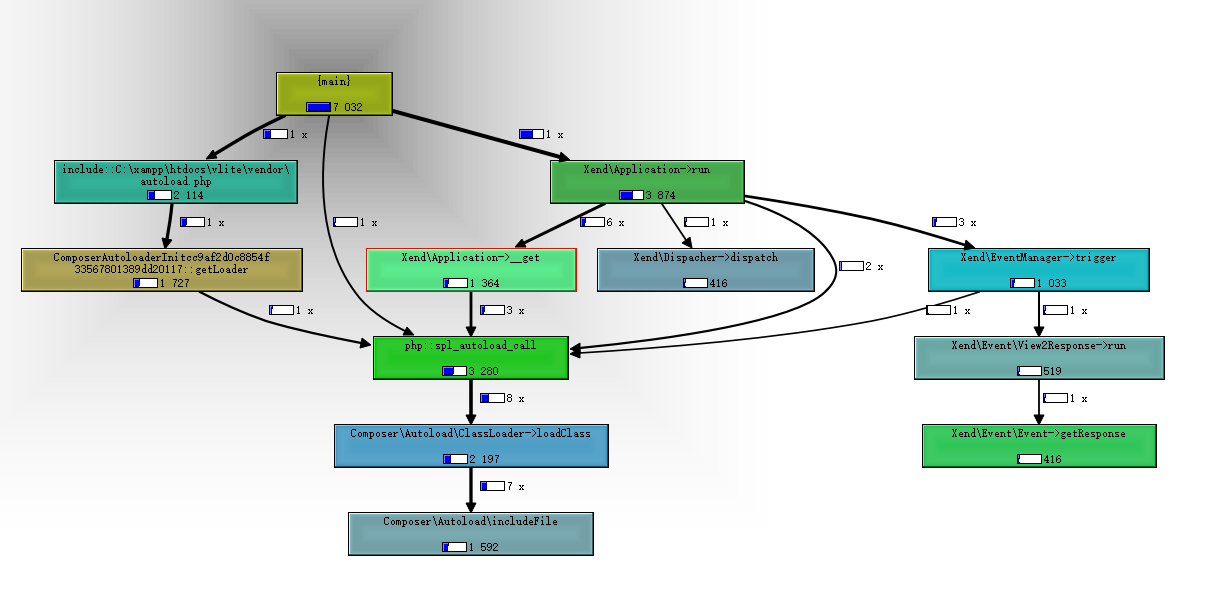 {main}
7 032
1 x
1 x
include::C:\xampp\htdocs\vlite\vendor\
autoload.php
2 114
Xend\Application->run
3 874
1 x
1 x
6 x
1 x
3 x
ComposerAutoloaderInitcc9af2d0c8854f
33567801389dd20117::getLoader
1 727
Xend\Application->__get
1 364
Xend\Dispacher->dispatch
416
Xend\EventManager->trigger
1 033
2 x
1 x
3 x
1 x
1 x
php::spl_autoload_call
3 280
Xend\Event\View2Response->run
519
8 x
1 x
Composer\Autoload\ClassLoader->loadClass
2 197
Xend\Event\Event->getResponse
416
7 x
Composer\Autoload\includeFile
1 592